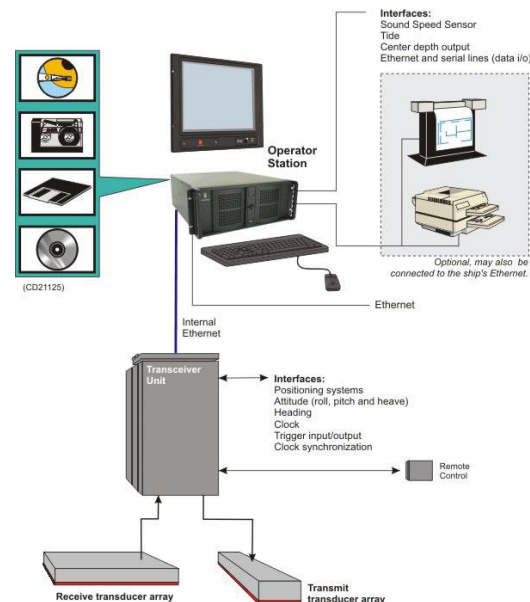 Interfaces:
Sound Speed Sensor
Tide
Center depth output
Ethernet and serial lines (data i/o)
Operator
Station
Optional, may also be
connected to the ship's Ethernet.
(CD21125)
Ethernet
Internal
Ethernet
Transceiver
Unit
Interfaces:
Positioning systems
Attitude (roll, pitch and heave)
Heading
Clock
Trigger input/output
Clock synchronization
Remote
Control
Receive transducer array
Transmit
transducer array